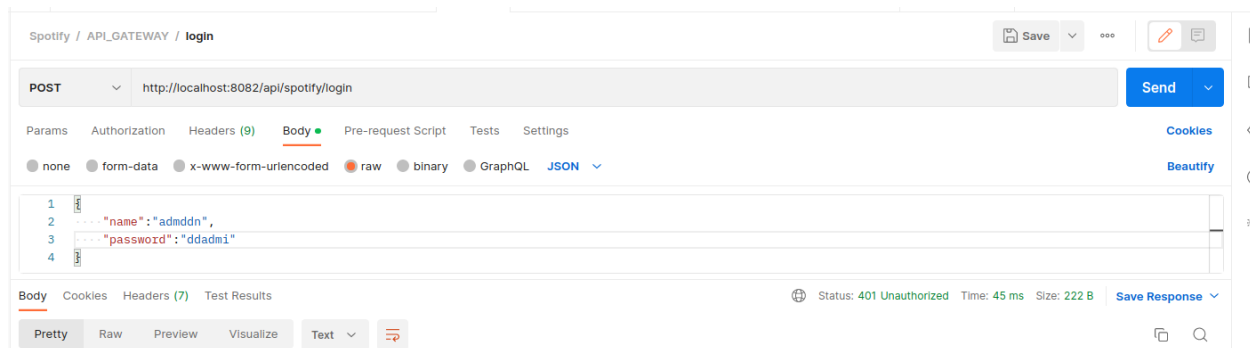 Spotify / API_GATEWAY / login
Save
POST
http://localhost:8082/api/spotify/login
Send
Params Authorization Headers (9) Body Pre-request Script Tests Settings
Cookies
none form-data x-www-form-urlencoded raw binary GraphQL JSON
Beautify
1 {
2 ····"name":"admddn",
3 ····"password":"ddadmi"
4 }
Body Cookies Headers (7) Test Results
Status: 401 Unauthorized Time: 45 ms Size: 222 B Save Response
Pretty Raw Preview Visualize Text